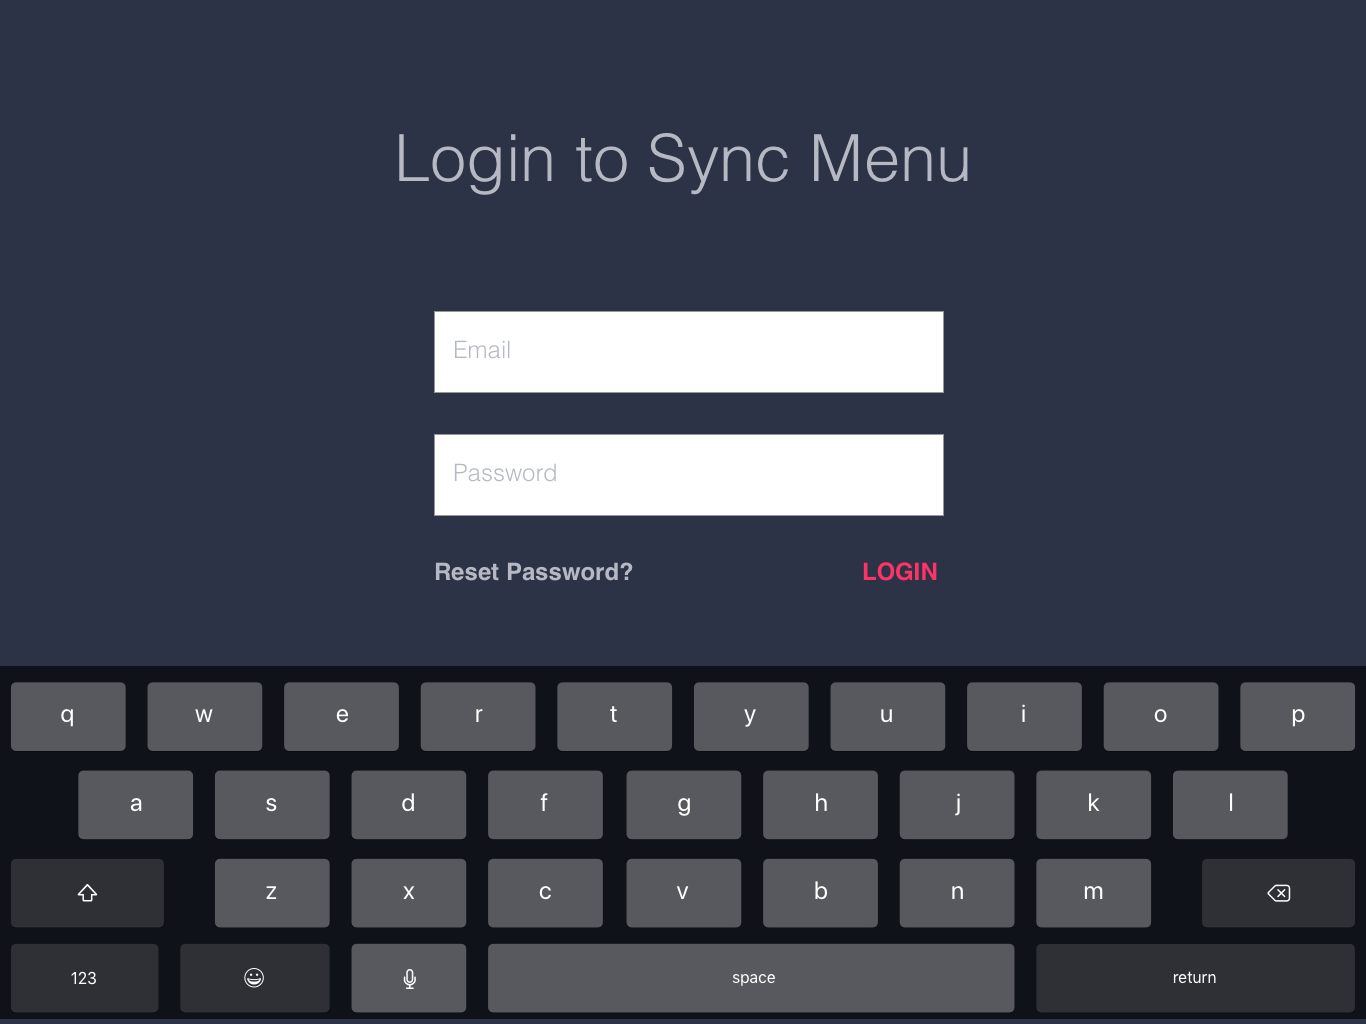 Login to Sync Menu
Email
Password
Reset Password? LOGIN
q w e r t y u i o p
a s d f g h j k l
z x c v b n m
123 space return